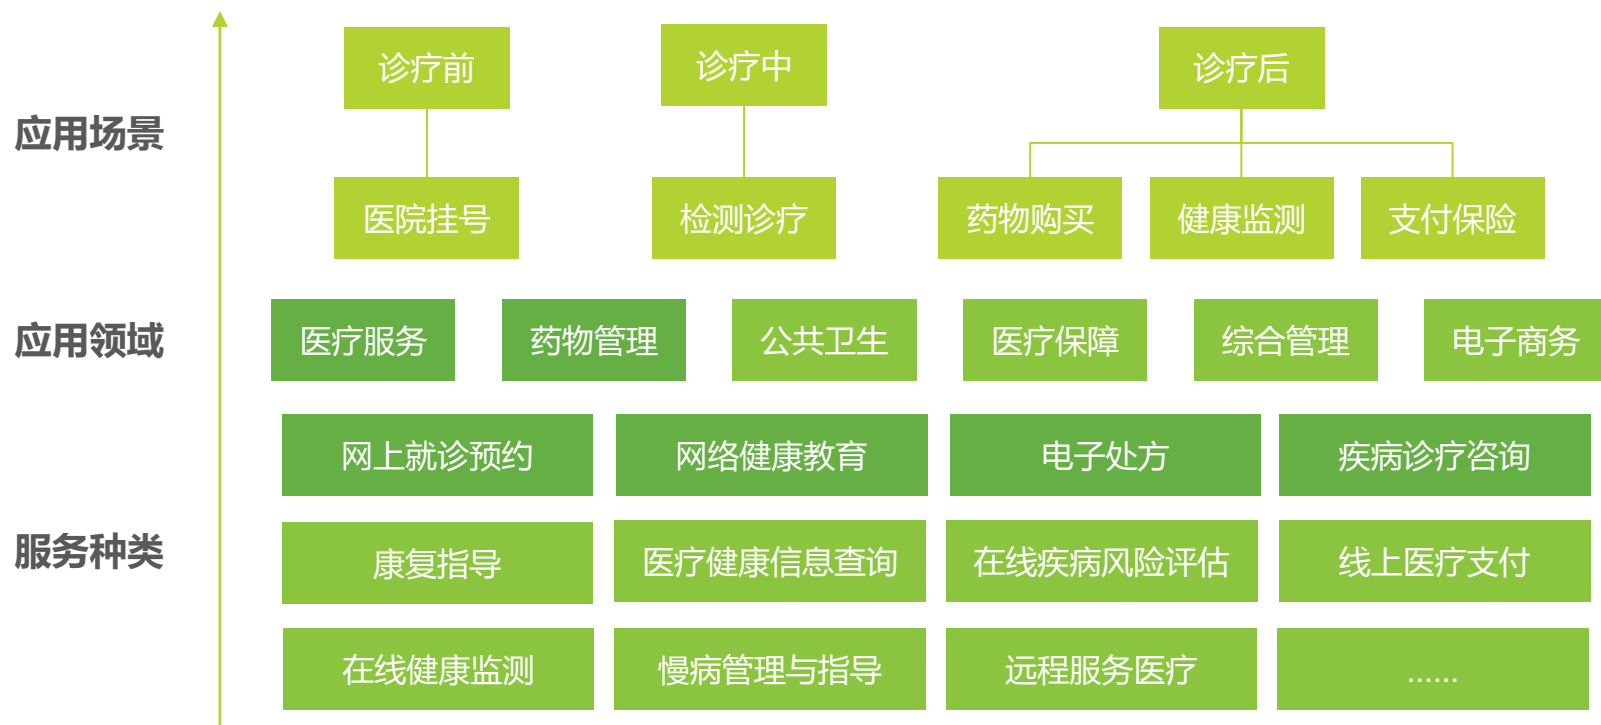 诊疗前
诊疗中
诊疗后
应用场景
医院挂号
检测诊疗
药物购买
健康监测
支付保险
应用领域
医疗服务
药物管理
公共卫生
医疗保障
综合管理
电子商务
网上就诊预约
网络健康教育
电子处方
疾病诊疗咨询
服务种类
康复指导
医疗健康信息查询
在线疾病风险评估
线上医疗支付
在线健康监测
慢病管理与指导
远程服务医疗
......